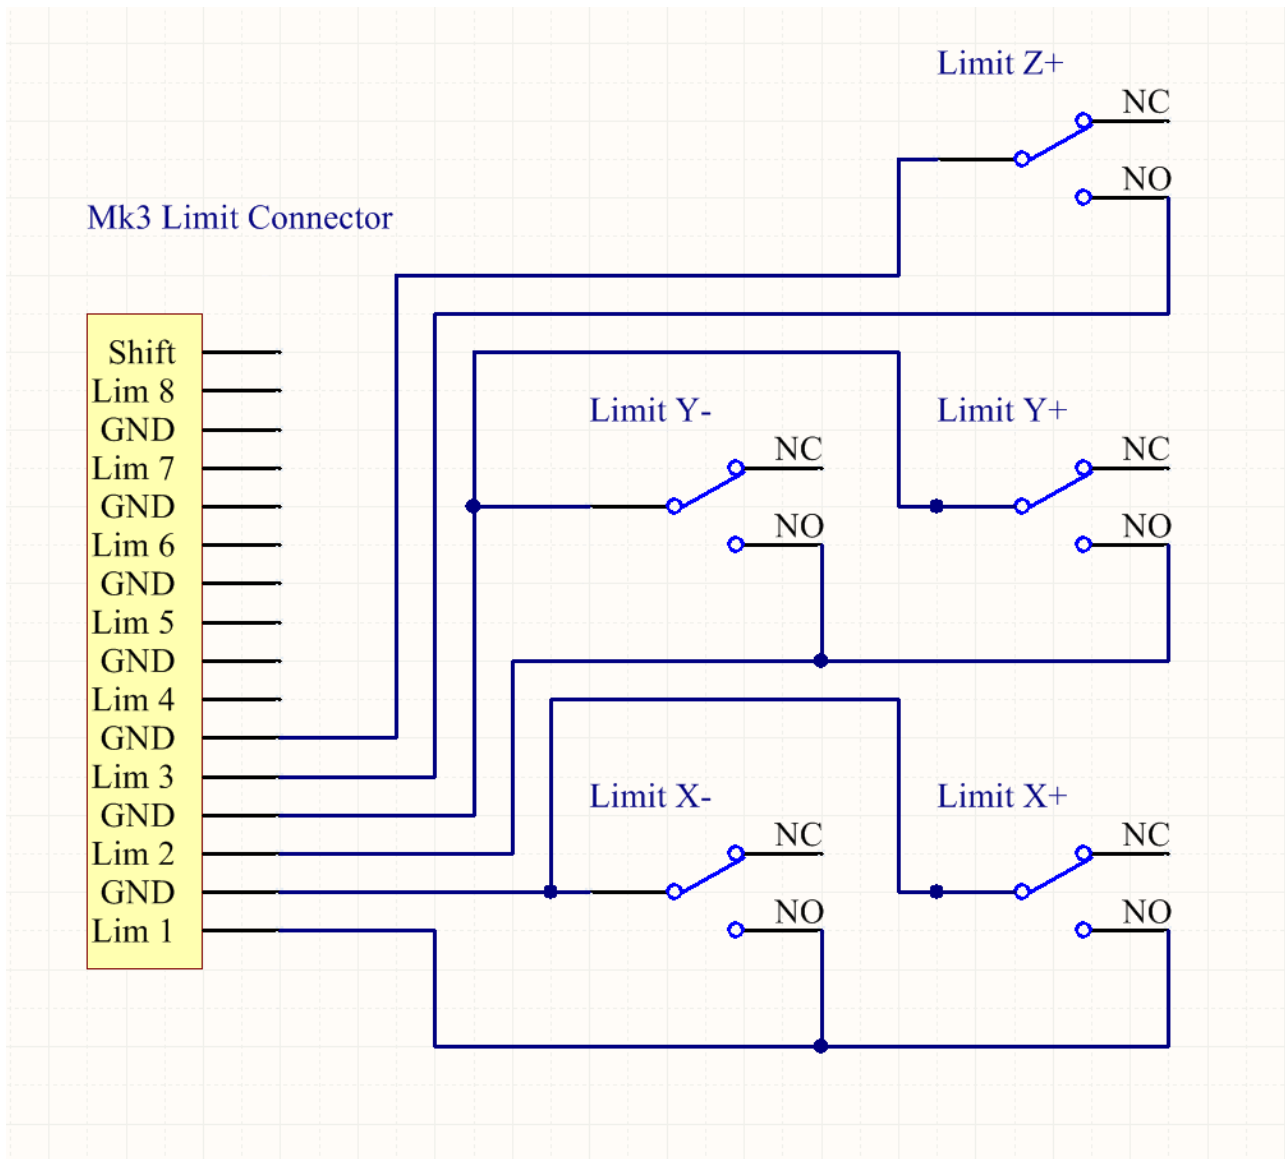 Limit Z+
NC
NO
Mk3 Limit Connector
Shift
Lim 8
GND
Lim 7
GND
Lim 6
GND
Lim 5
GND
Lim 4
GND
Lim 3
GND
Lim 2
GND
Lim 1
Limit Y-
NC
NO
Limit Y+
NC
NO
Limit X-
NC
NO
Limit X+
NC
NO